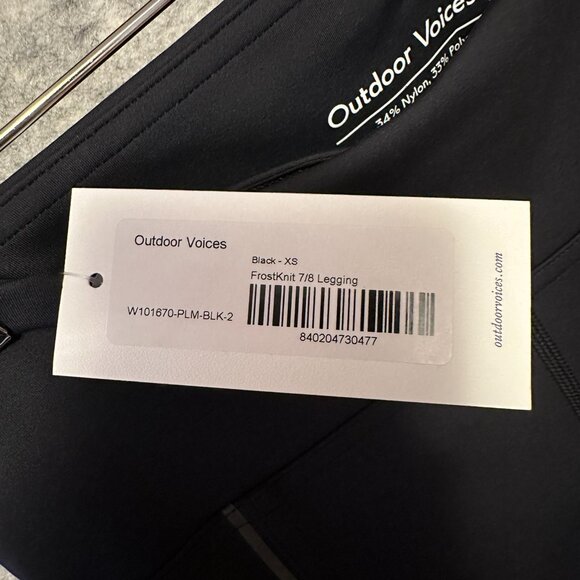 Outdoor Voices
34% Nylon, 33%
Outdoor Voices
Black - XS
FrostKnit 7/8 Legging
W101670-PLM-BLK-2
840204730477
outdoorvoices.com